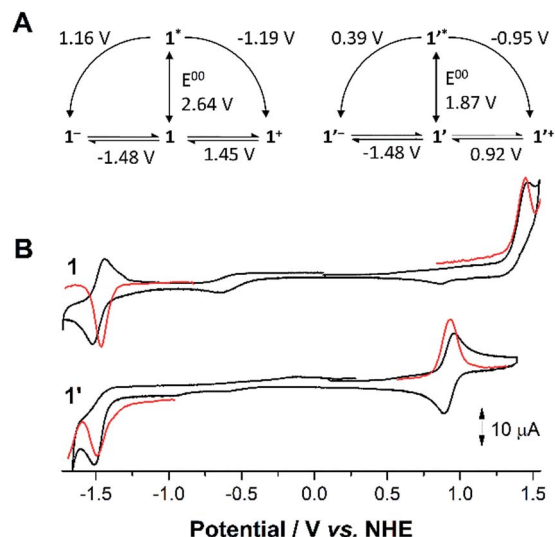 A
1.16 V 1* -1.19 V 0.39 V 1'* -0.95 V
E00
2.64 V
E00
1.87 V
1− 1 1+ 1'− 1' 1'+
-1.48 V 1.45 V -1.48 V 0.92 V
B
1
1'
10 µA
-1.5 -1.0 -0.5 0.0 0.5 1.0 1.5
Potential / V vs. NHE